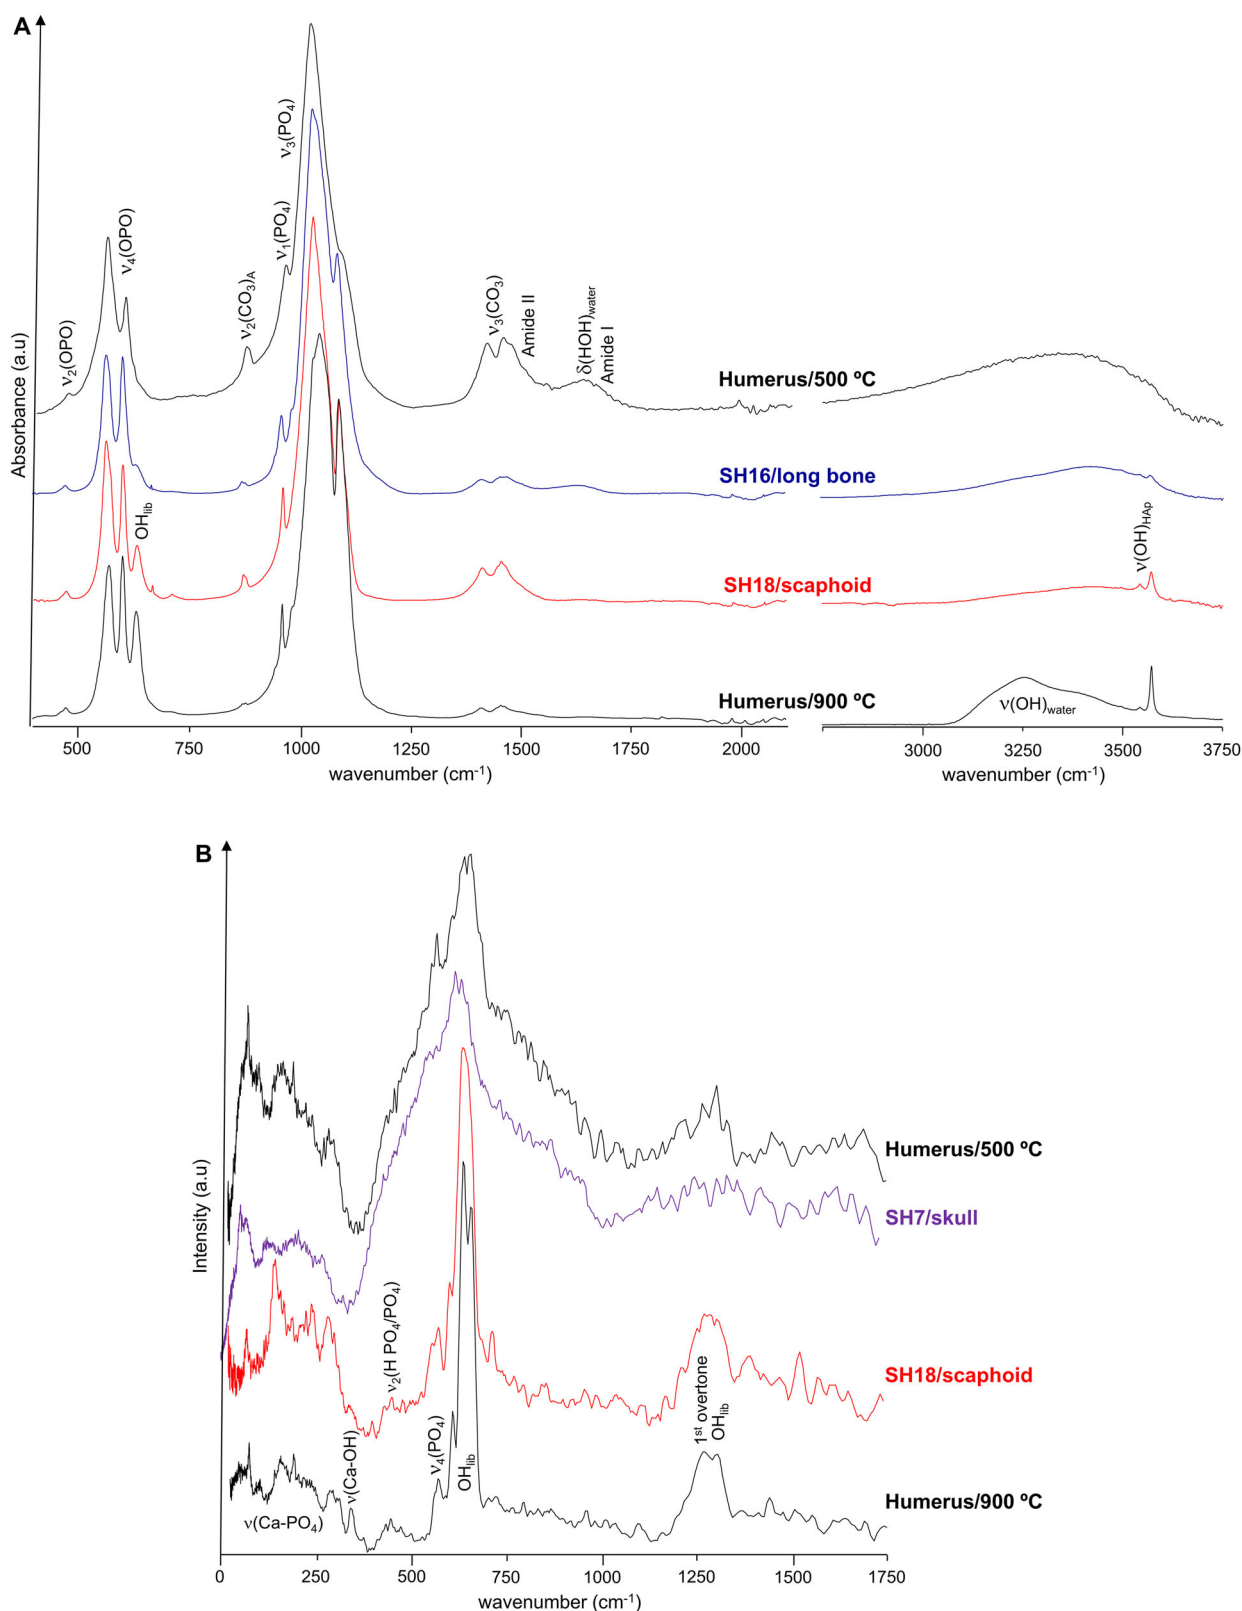 A
Absorbance (a.u)
ν2(OPO)
ν4(OPO)
OHlib
ν2(CO3)A
ν1(PO4)
ν3(PO4)
ν3(CO3)
Amide II
δ(HOH)water
Amide I
Humerus/500 ºC
SH16/long bone
SH18/scaphoid
Humerus/900 ºC
ν(OH)HAp
ν(OH)water
500 750 1000 1250 1500 1750 2000 3000 3250 3500 3750
wavenumber (cm-1) wavenumber (cm-1)
B
Intensity (a.u)
Humerus/500 ºC
SH7/skull
SH18/scaphoid
Humerus/900 ºC
ν(Ca-PO4)
ν(Ca-OH)
ν2(H PO4/PO4)
ν4(PO4)
OHlib
1st overtone
OHlib
0 250 500 750 1000 1250 1500 1750
wavenumber (cm-1)